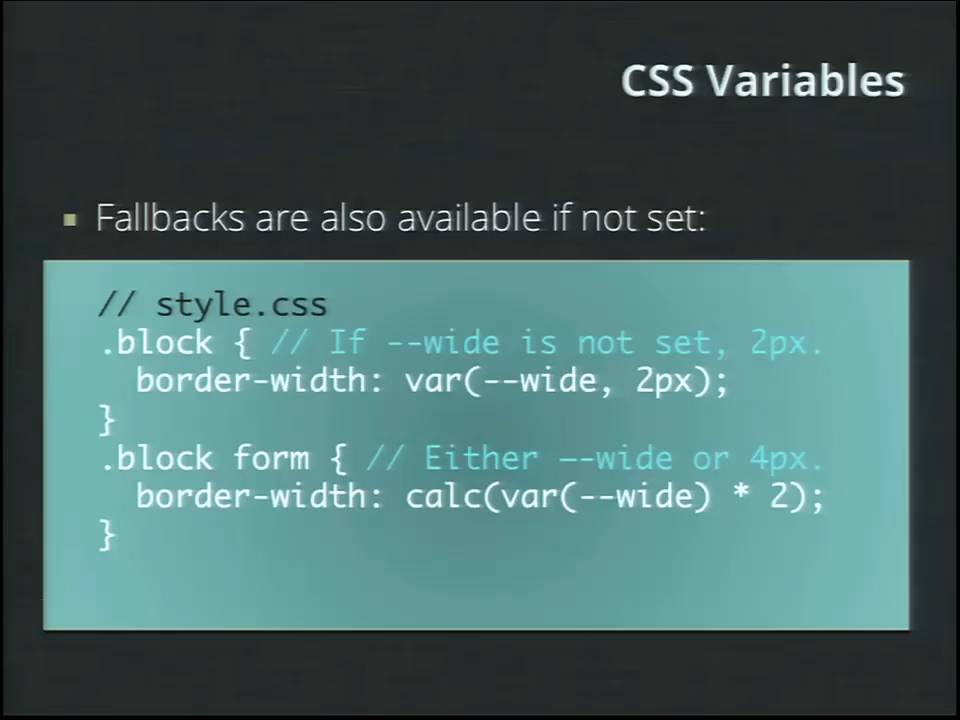 CSS Variables
Fallbacks are also available if not set:
// style.css
.block { // If --wide is not set, 2px.
  border-width: var(--wide, 2px);
}
.block form { // Either —-wide or 4px.
  border-width: calc(var(--wide) * 2);
}